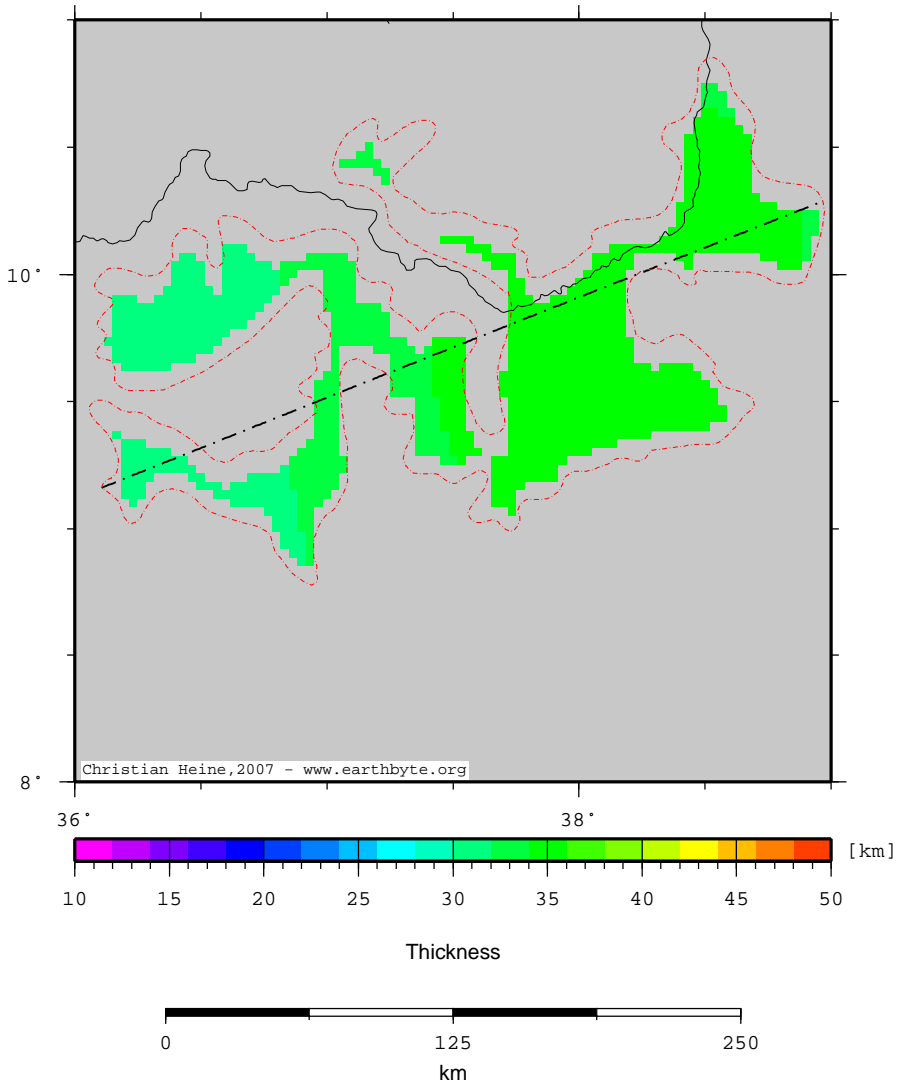 10°
8°
Christian Heine,2007 - www.earthbyte.org
36° 38°
[km]
10 15 20 25 30 35 40 45 50
Thickness
0 125 250
km